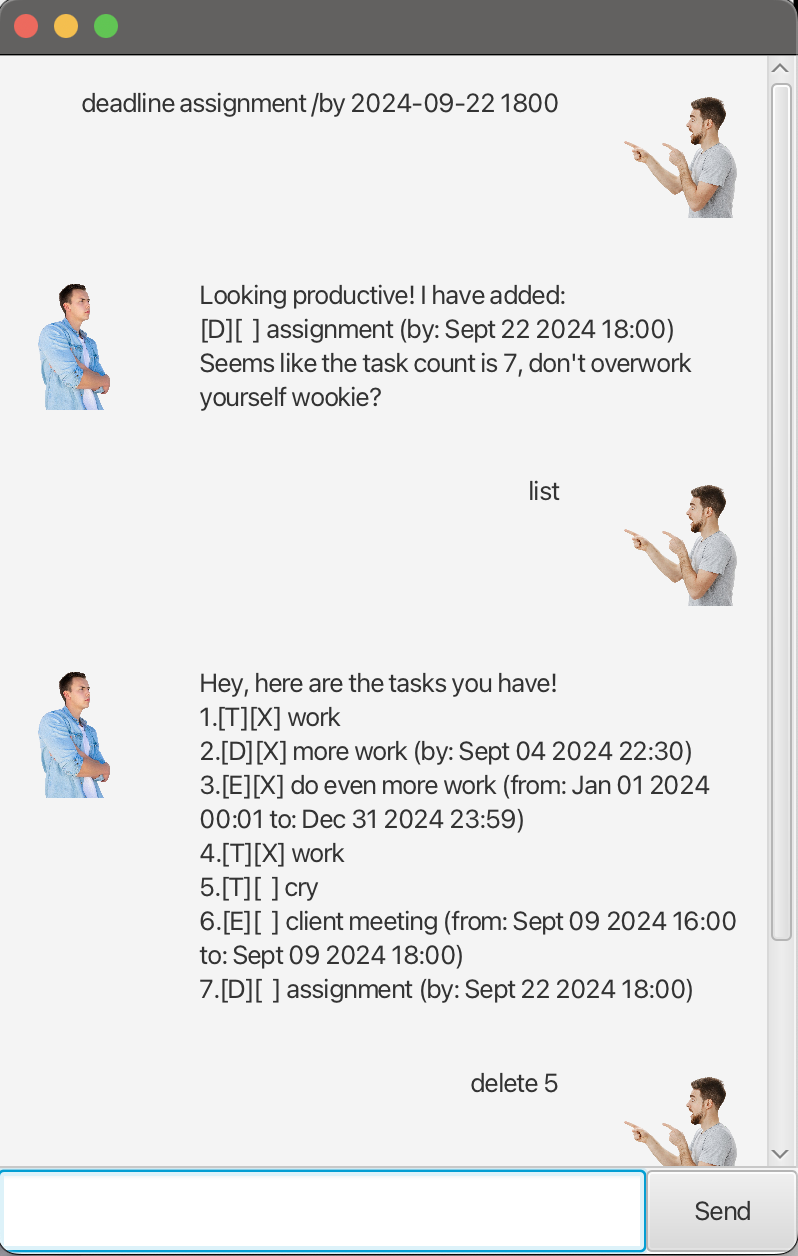 deadline assignment /by 2024-09-22 1800
Looking productive! I have added:
[D][  ] assignment (by: Sept 22 2024 18:00)
Seems like the task count is 7, don't overwork
yourself wookie?
list
Hey, here are the tasks you have!
1.[T][X] work
2.[D][X] more work (by: Sept 04 2024 22:30)
3.[E][X] do even more work (from: Jan 01 2024
00:01 to: Dec 31 2024 23:59)
4.[T][X] work
5.[T][  ] cry
6.[E][  ] client meeting (from: Sept 09 2024 16:00
to: Sept 09 2024 18:00)
7.[D][  ] assignment (by: Sept 22 2024 18:00)
delete 5
Send